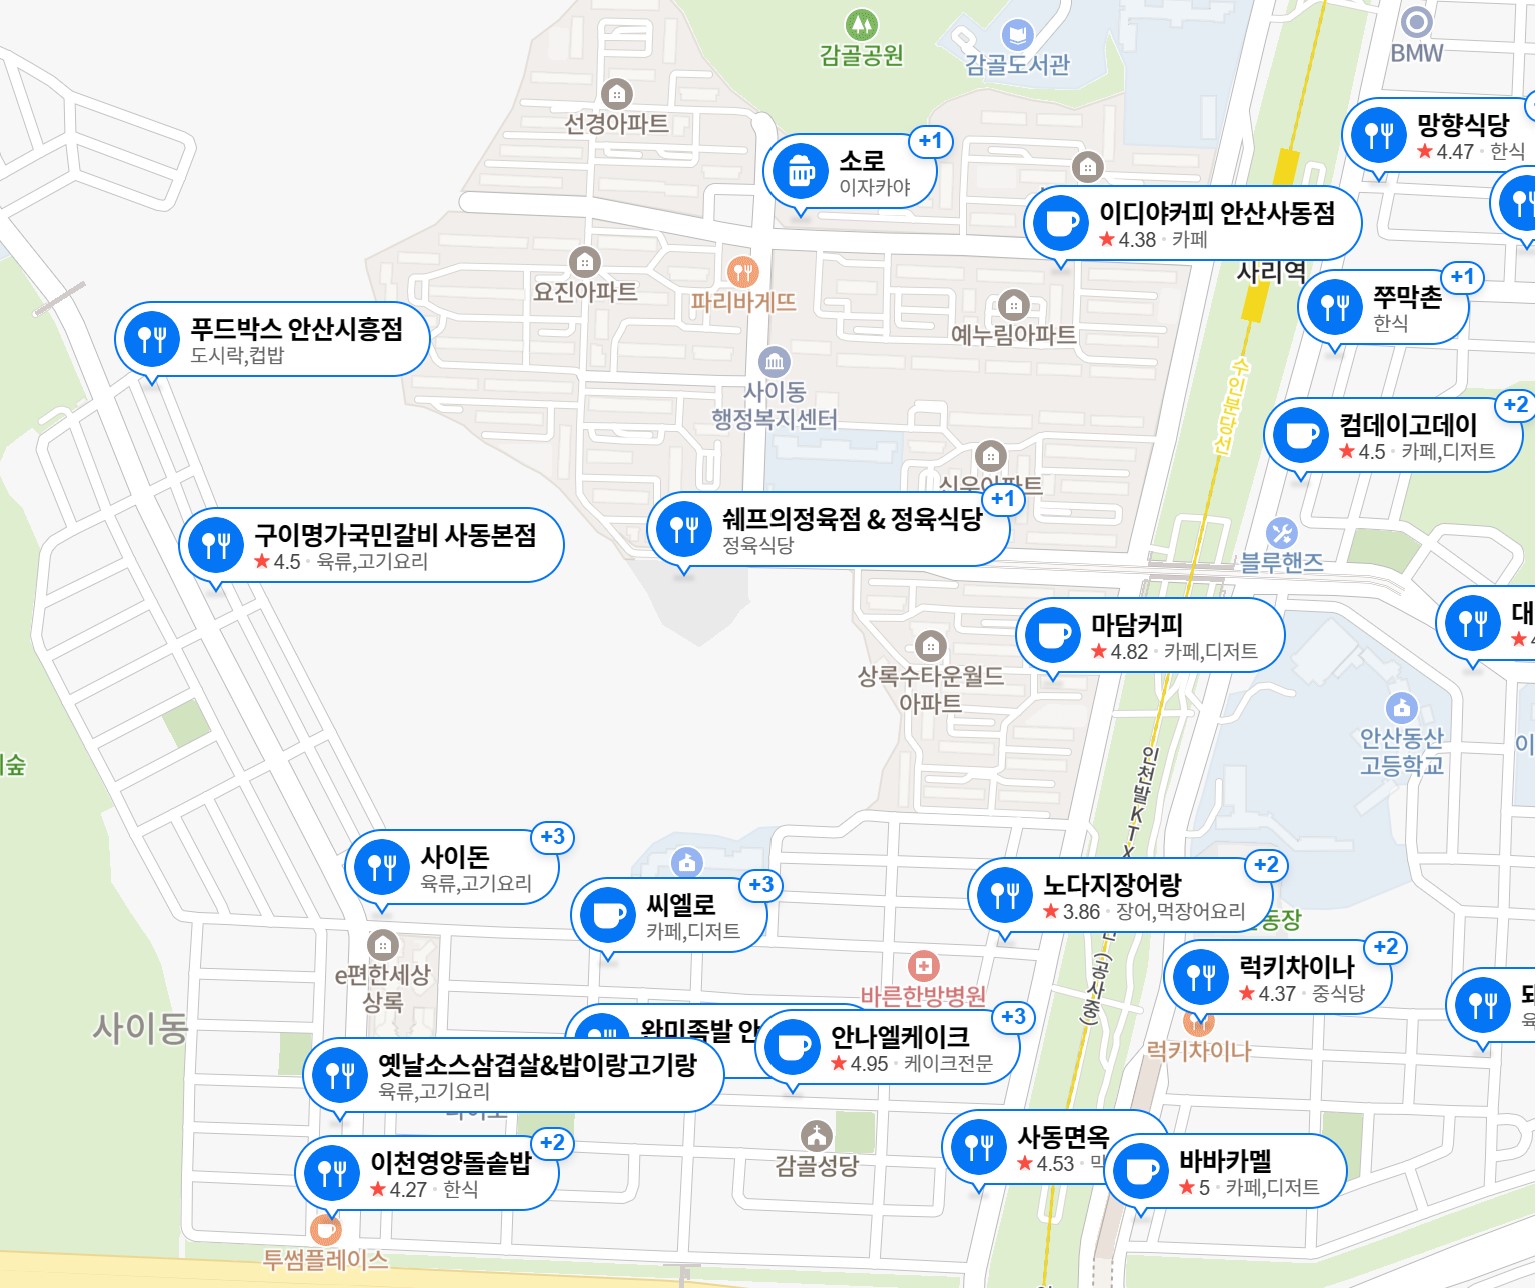 감골공원
감골도서관
BMW
선경아파트
망향식당
4.47 · 한식
소로
이자카야
+1
이디야커피 안산사동점
4.38 · 카페
사리역
요진아파트
파리바게뜨
예누림아파트
쭈막촌
한식
+1
푸드박스 안산시흥점
도시락,컵밥
사이동
행정복지센터
수인분당선
컴데이고데이
4.5 · 카페,디저트
+2
신우아파트
쉐프의정육점 & 정육식당
정육식당
+1
구이명가국민갈비 사동본점
4.5 · 육류,고기요리
블루핸즈
마담커피
4.82 · 카페,디저트
대
상록수타운월드
아파트
안산동산
고등학교
이
숲
인천발KTX
(공사중)
사이돈
육류,고기요리
+3
씨엘로
카페,디저트
+3
노다지장어랑
3.86 · 장어,먹장어요리
+2
동장
e편한세상
상록
바른한방병원
럭키차이나
4.37 · 중식당
+2
럭키차이나
사이동
완미족발 안
안나엘케이크
4.95 · 케이크전문
+3
옛날소스삼겹살&밥이랑고기랑
육류,고기요리
감골성당
사동면옥
4.53
바바카멜
5 · 카페,디저트
이천영양돌솥밥
4.27 · 한식
+2
투썸플레이스